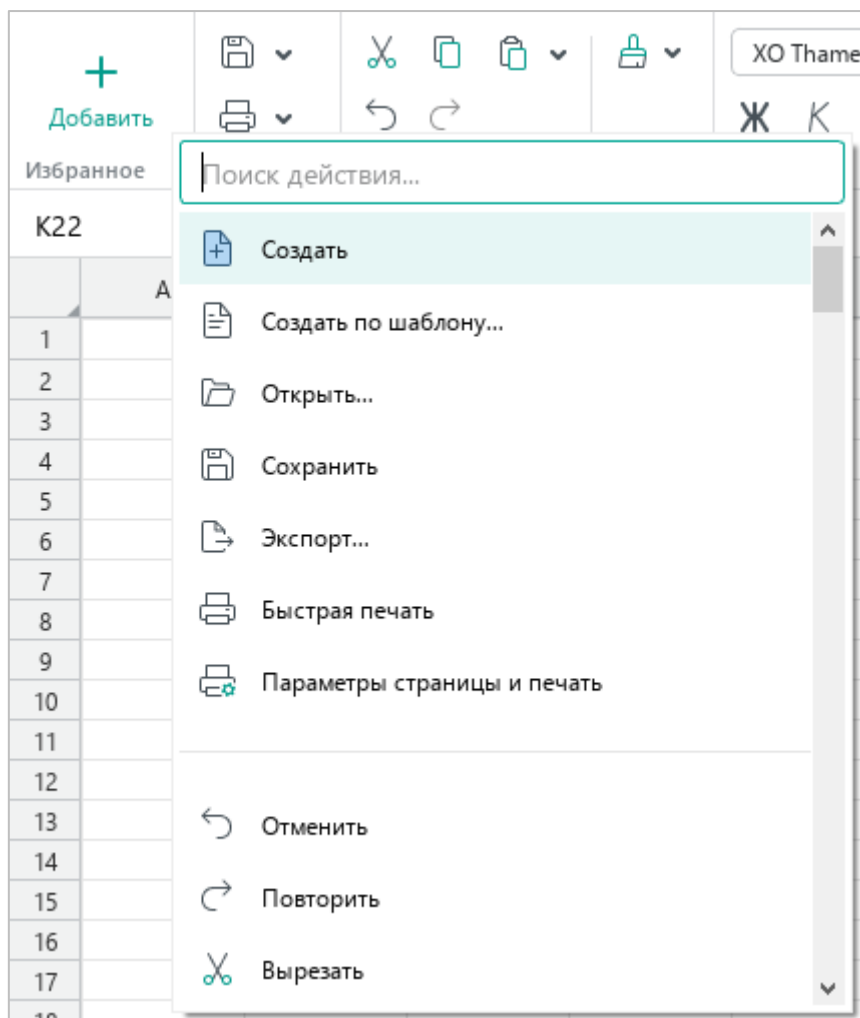 Добавить
Избранное
XO Thame
Ж К
K22
Поиск действия...
A
Создать
Создать по шаблону...
Открыть...
Сохранить
Экспорт...
Быстрая печать
Параметры страницы и печать
Отменить
Повторить
Вырезать
1
2
3
4
5
6
7
8
9
10
11
12
13
14
15
16
17
18